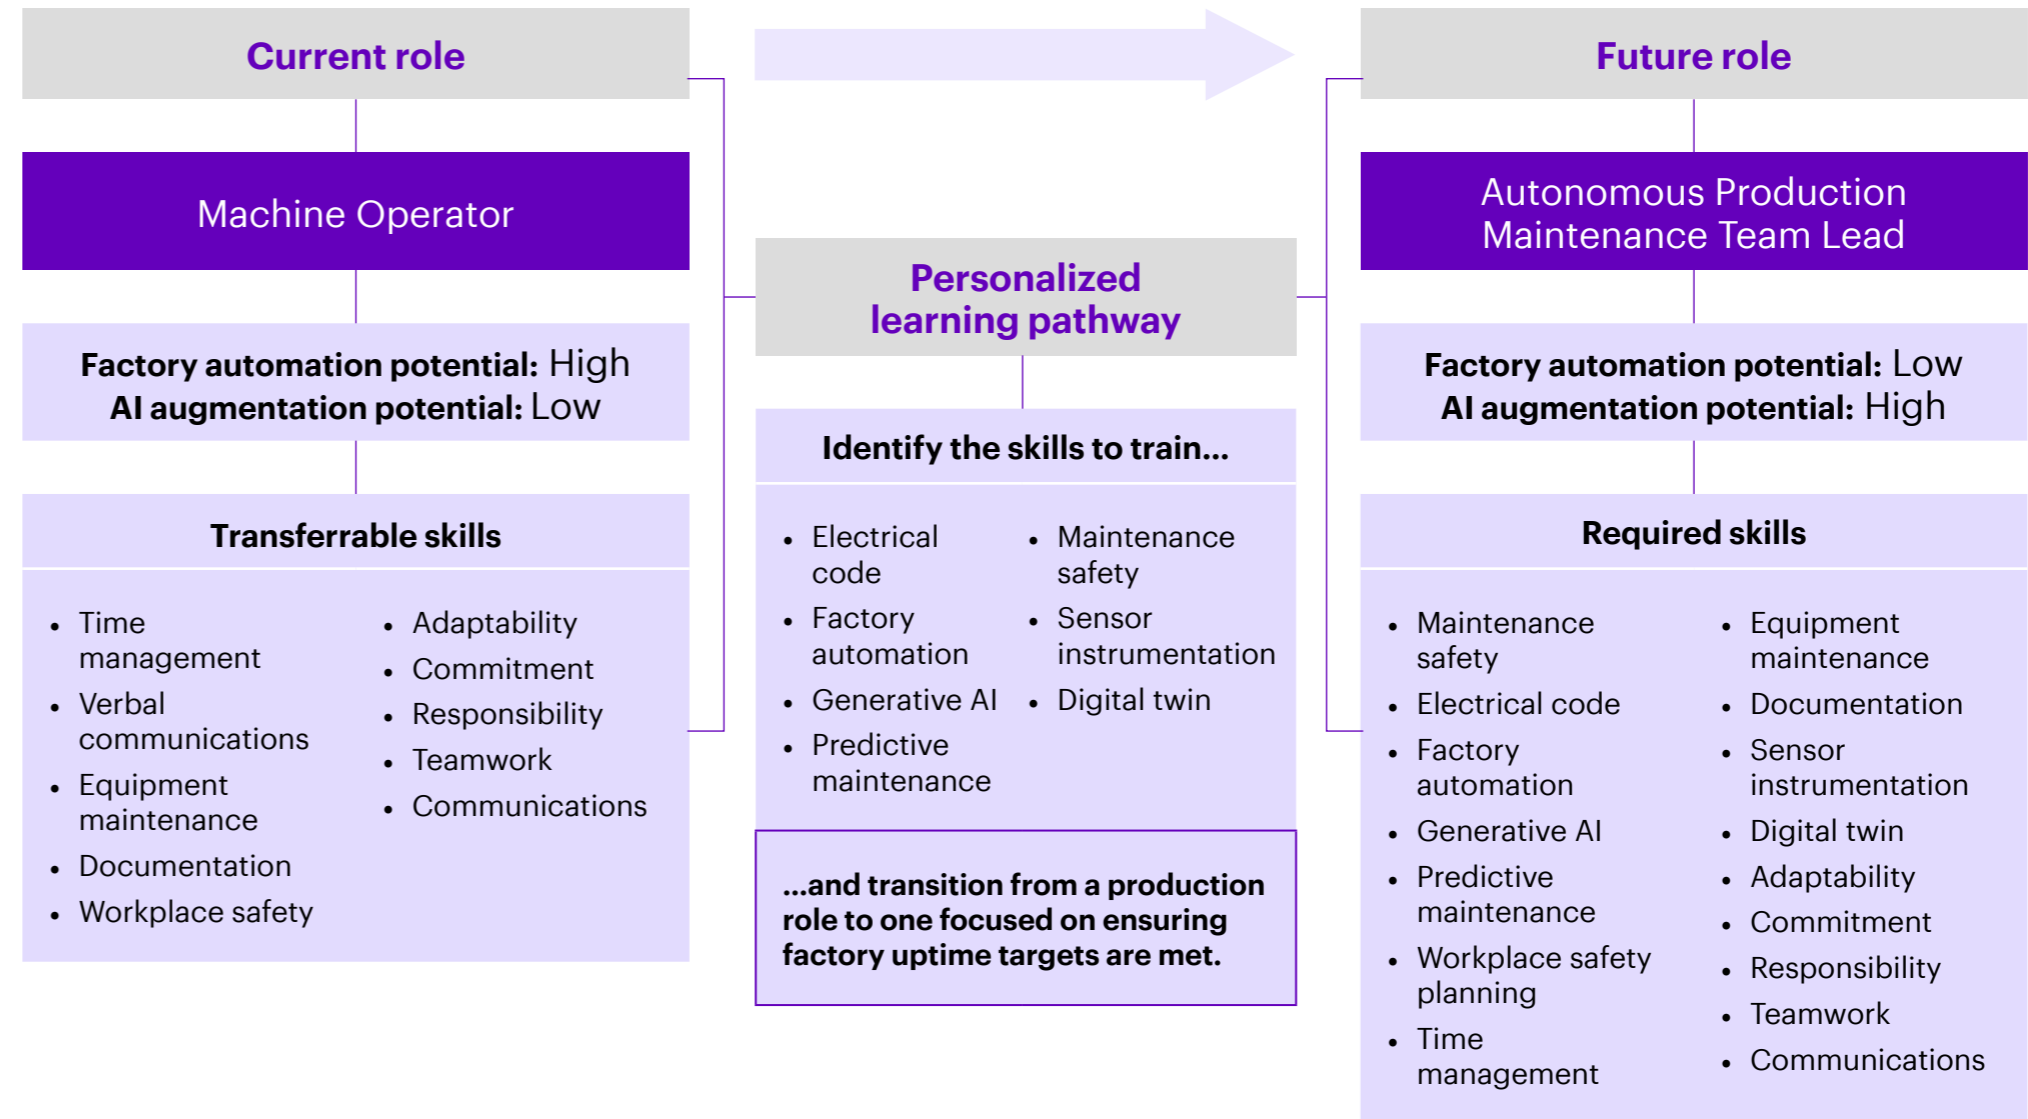 Current role
Machine Operator
Factory automation potential: High
AI augmentation potential: Low
Transferrable skills
• Time
management
• Verbal
communications
• Equipment
maintenance
• Documentation
• Workplace safety
• Adaptability
• Commitment
• Responsibility
• Teamwork
• Communications
Personalized
learning pathway
Identify the skills to train...
• Electrical
code
• Factory
automation
• Generative AI
• Predictive
maintenance
• Maintenance
safety
• Sensor
instrumentation
• Digital twin
...and transition from a production
role to one focused on ensuring
factory uptime targets are met.
Future role
Autonomous Production
Maintenance Team Lead
Factory automation potential: Low
AI augmentation potential: High
Required skills
• Maintenance
safety
• Electrical code
• Factory
automation
• Generative AI
• Predictive
maintenance
• Workplace safety
planning
• Time
management
• Equipment
maintenance
• Documentation
• Sensor
instrumentation
• Digital twin
• Adaptability
• Commitment
• Responsibility
• Teamwork
• Communications